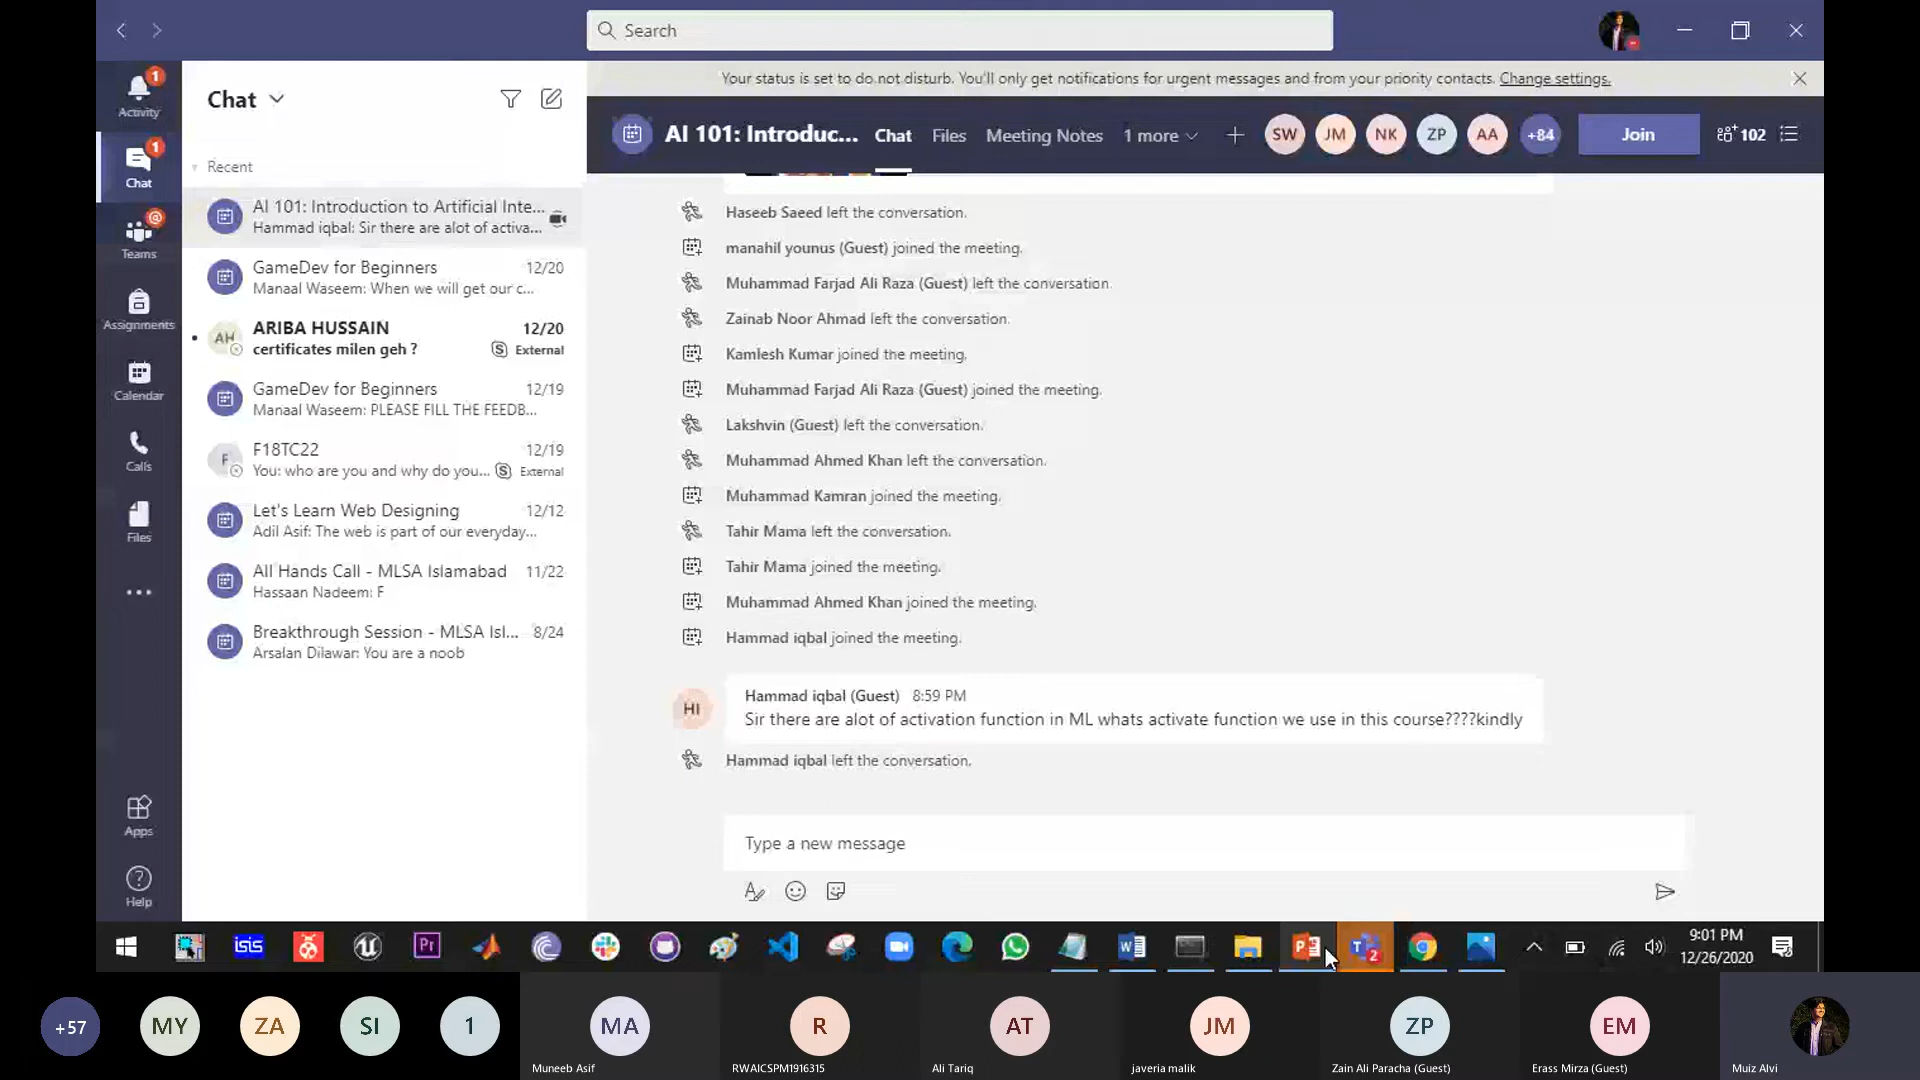 Search
Your status is set to do not disturb. You'll only get notifications for urgent messages and from your priority contacts. Change settings.
1
Activity
1
Chat
@
Teams
Assignments
Calendar
Calls
Files
Apps
Help
Chat
Recent
AI 101: Introduction to Artificial Inte...
Hammad iqbal: Sir there are alot of activa...
GameDev for Beginners 12/20
Manaal Waseem: When we will get our c...
AH
ARIBA HUSSAIN 12/20
certificates milen geh ? External
GameDev for Beginners 12/19
Manaal Waseem: PLEASE FILL THE FEEDB...
F
F18TC22 12/19
You: who are you and why do you... External
Let's Learn Web Designing 12/12
Adil Asif: The web is part of our everyday...
All Hands Call - MLSA Islamabad 11/22
Hassaan Nadeem: F
Breakthrough Session - MLSA Isl... 8/24
Arsalan Dilawar: You are a noob
AI 101: Introduc... Chat Files Meeting Notes 1 more SW JM NK ZP AA +84 Join 102
Haseeb Saeed left the conversation.
manahil younus (Guest) joined the meeting.
Muhammad Farjad Ali Raza (Guest) left the conversation.
Zainab Noor Ahmad left the conversation.
Kamlesh Kumar joined the meeting.
Muhammad Farjad Ali Raza (Guest) joined the meeting.
Lakshvin (Guest) left the conversation.
Muhammad Ahmed Khan left the conversation.
Muhammad Kamran joined the meeting.
Tahir Mama left the conversation.
Tahir Mama joined the meeting.
Muhammad Ahmed Khan joined the meeting.
Hammad iqbal joined the meeting.
HI
Hammad iqbal (Guest) 8:59 PM
Sir there are alot of activation function in ML whats activate function we use in this course????kindly
Hammad iqbal left the conversation.
Type a new message
isis
Pr
2
9:01 PM
12/26/2020
+57 MY ZA SI 1 MA R AT JM ZP EM
Muneeb Asif RWAICSPM1916315 Ali Tariq javeria malik Zain Ali Paracha (Guest) Erass Mirza (Guest) Muiz Alvi